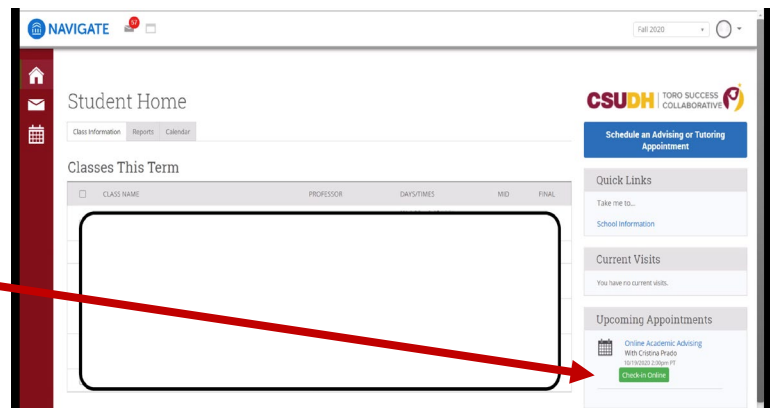 NAVIGATE
57
Fall 2020
Student Home
Class Information Reports Calendar
Classes This Term
CLASS NAME PROFESSOR DAYS/TIMES MID FINAL
CSUDH TORO SUCCESS
COLLABORATIVE
Schedule an Advising or Tutoring
Appointment
Quick Links
Take me to...
School Information
Current Visits
You have no current visits.
Upcoming Appointments
Online Academic Advising
With Cristina Prado
10/19/2020 2:00pm PT
Check-in Online